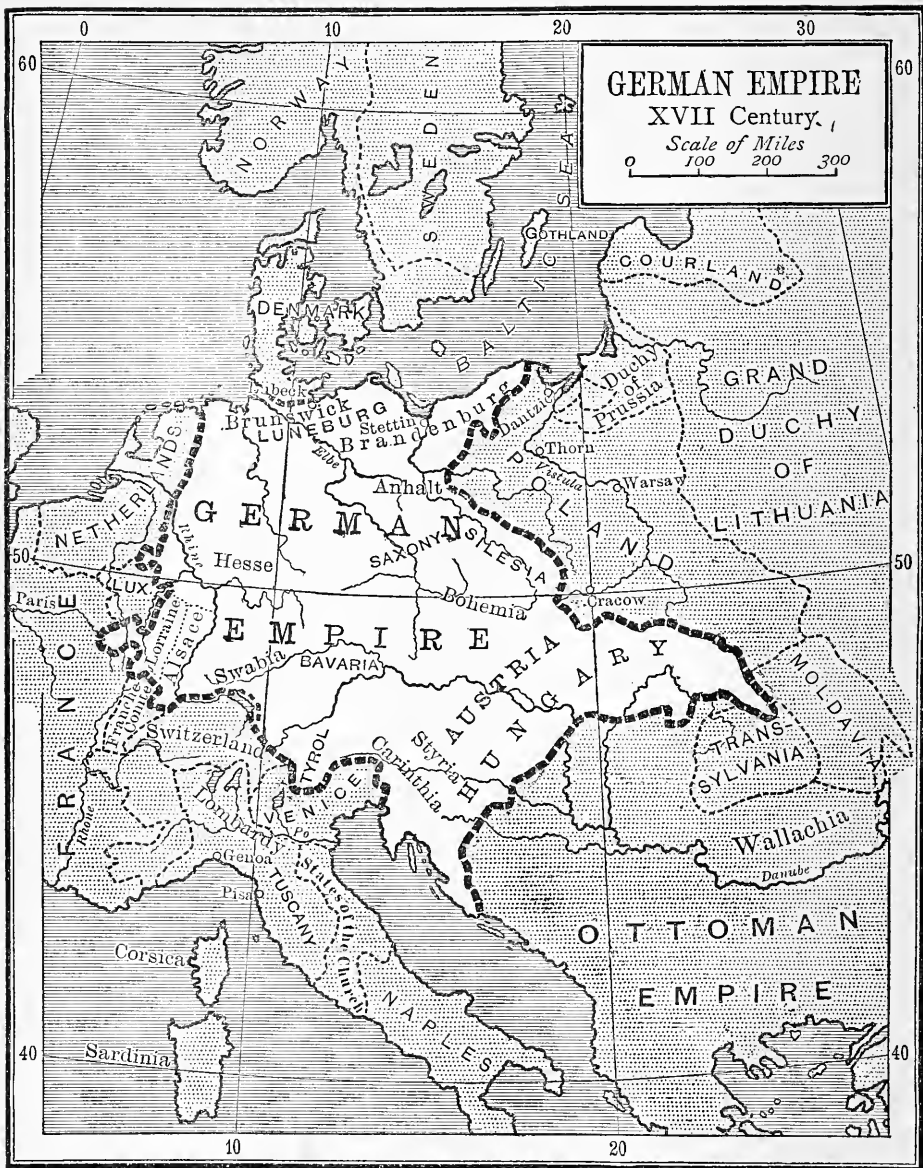 0
10
20
30
60
60
GERMAN EMPIRE
XVII Century.
Scale of Miles
0 100 200 300
NORWAY
SWEDEN
BALTIC SEA
GOTHLAND
COURLAND
DENMARK
GRAND
DUCHY
OF
LITHUANIA
Duchy
of
Prussia
Dantzic
Brunswick
LUNEBURG
Stettin
Brandenburg
Elbe
Thorn
Vistula
Warsaw
POLAND
Anhalt
NETHERLANDS
GERMAN
EMPIRE
Rhine
Hesse
SAXONY
SILESIA
50
50
LUX
Paris
Bohemia
Cracow
Lorraine
Alsace
FRANCE
Franche
Comte
Swabia
BAVARIA
AUSTRIA
HUNGARY
MOLDAVIA
TRANS-
SYLVANIA
Switzerland
TYROL
Styria
Carinthia
VENICE
Lombardy
Po
Rhone
Wallachia
Danube
Genoa
Pisa
TUSCANY
States of the Church
OTTOMAN
EMPIRE
Corsica
NAPLES
Sardinia
40
40
10
20